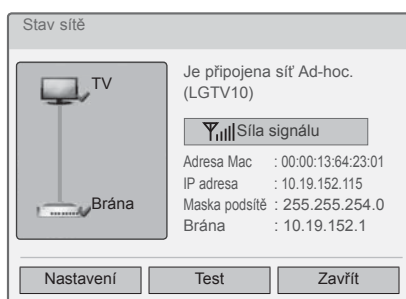 Stav sítě
TV
Brána
Je připojena síť Ad-hoc.
(LGTV10)
Síla signálu
Adresa Mac : 00:00:13:64:23:01
IP adresa : 10.19.152.115
Maska podsítě : 255.255.254.0
Brána : 10.19.152.1
Nastavení Test Zavřít